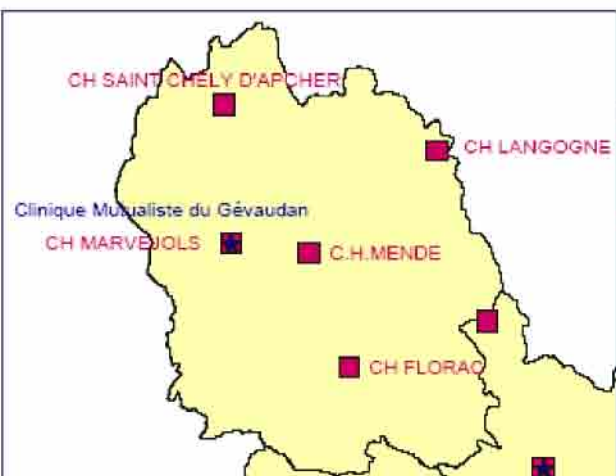 CH SAINT CHELY D'APCHER
CH LANGOGNE
Clinique Mutualiste du Gévaudan
CH MARVEJOLS
C.H.MENDE
CH FLORAC